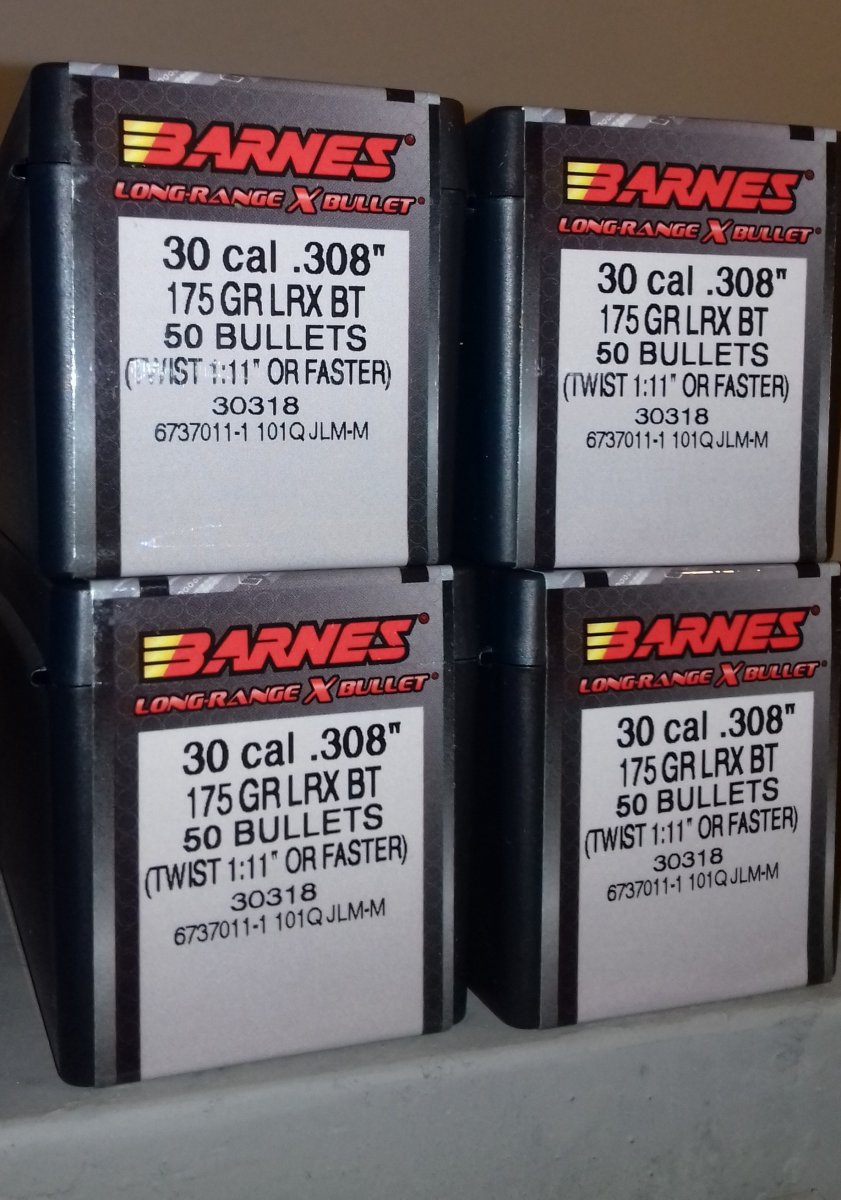 BARNES®
LONG-RANGE X BULLET®
30 cal .308"
175 GR LRX BT
50 BULLETS
(TWIST 1:11" OR FASTER)
30318
6737011-1 101Q JLM-M
BARNES®
LONG-RANGE X BULLET®
30 cal .308"
175 GR LRX BT
50 BULLETS
(TWIST 1:11" OR FASTER)
30318
6737011-1 101Q JLM-M
BARNES®
LONG-RANGE X BULLET®
30 cal .308"
175 GR LRX BT
50 BULLETS
(TWIST 1:11" OR FASTER)
30318
6737011-1 101Q JLM-M
BARNES®
LONG-RANGE X BULLET®
30 cal .308"
175 GR LRX BT
50 BULLETS
(TWIST 1:11" OR FASTER)
30318
6737011-1 101Q JLM-M